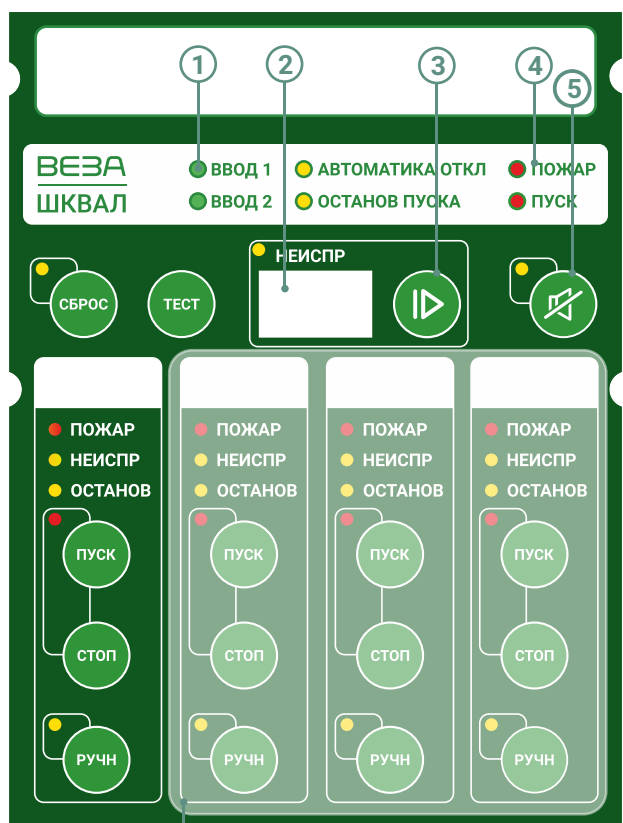 1 2 3 4 5
ВЕЗА
ШКВАЛ
ВВОД 1 АВТОМАТИКА ОТКЛ ПОЖАР
ВВОД 2 ОСТАНОВ ПУСКА ПУСК
НЕИСПР
СБРОС ТЕСТ
ПОЖАР ПОЖАР ПОЖАР ПОЖАР
НЕИСПР НЕИСПР НЕИСПР НЕИСПР
ОСТАНОВ ОСТАНОВ ОСТАНОВ ОСТАНОВ
ПУСК ПУСК ПУСК ПУСК
СТОП СТОП СТОП СТОП
РУЧН РУЧН РУЧН РУЧН